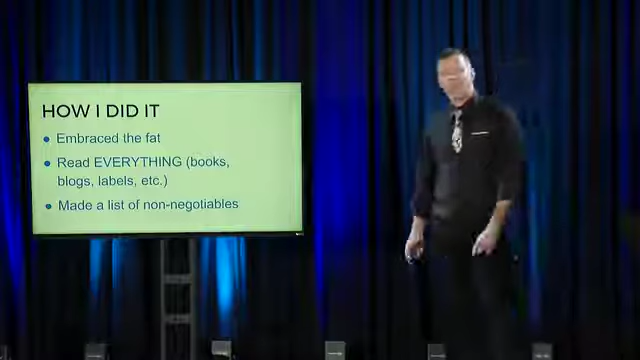 HOW I DID IT
● Embraced the fat
● Read EVERYTHING (books,
blogs, labels, etc.)
● Made a list of non-negotiables